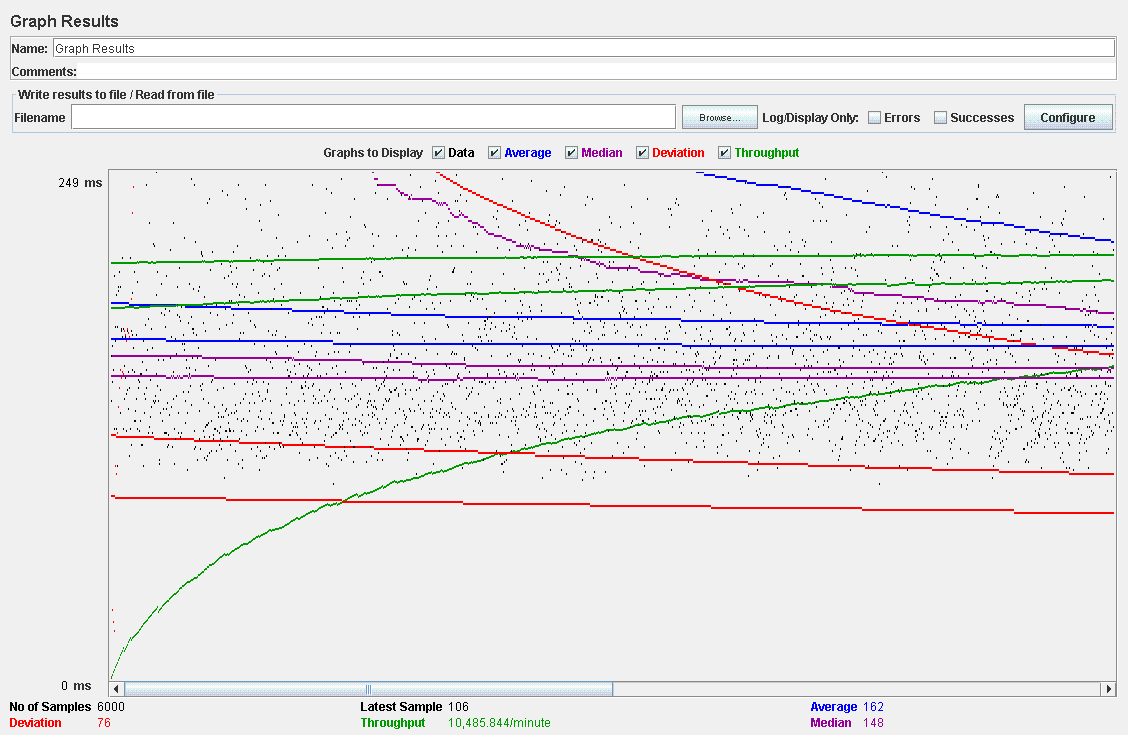 Graph Results
Name: Graph Results
Comments:
Write results to file / Read from file
Filename Browse... Log/Display Only: Errors Successes Configure
Graphs to Display Data Average Median Deviation Throughput
249 ms
0 ms
No of Samples 6000 Latest Sample 106 Average 162
Deviation 76 Throughput 10,485.844/minute Median 148